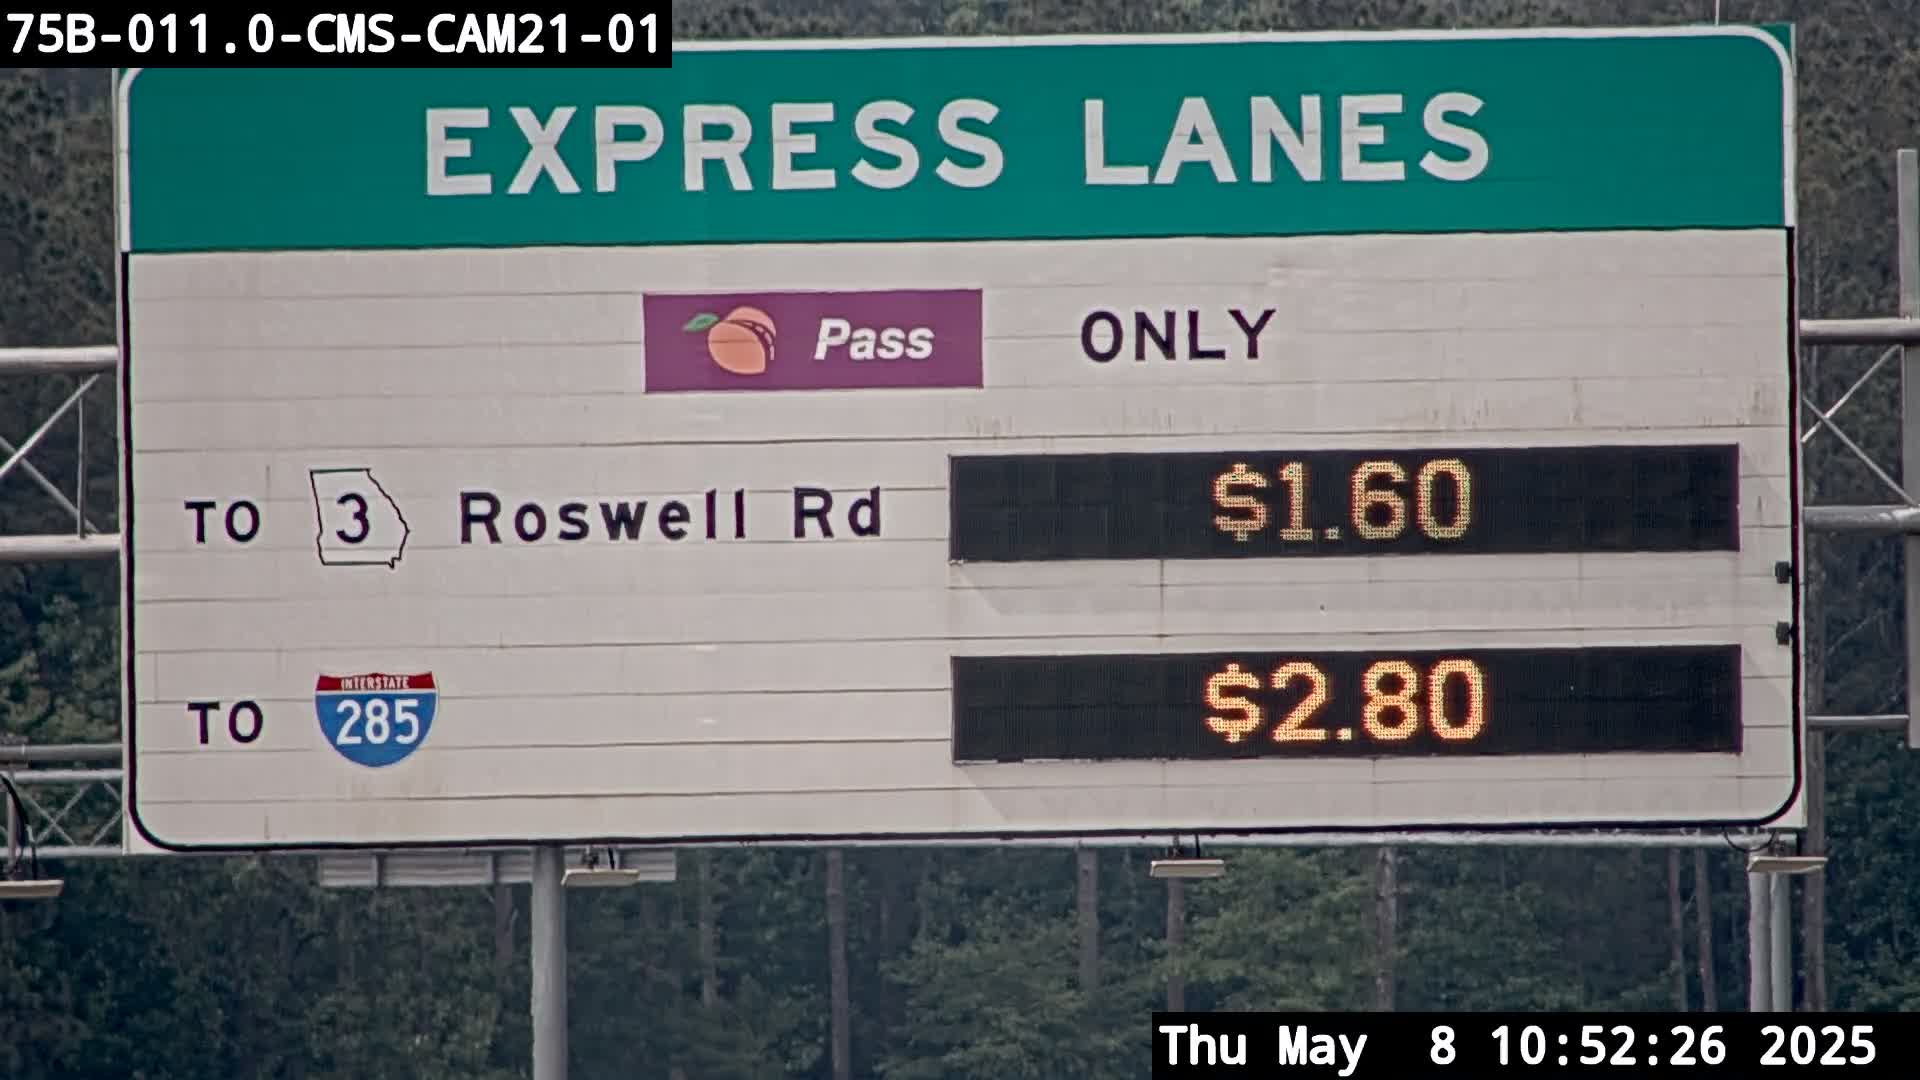 75B-011.0-CMS-CAM21-01
EXPRESS LANES
Pass ONLY
TO 3 Roswell Rd $1.60
TO INTERSTATE 285 $2.80
Thu May 8 10:52:26 2025